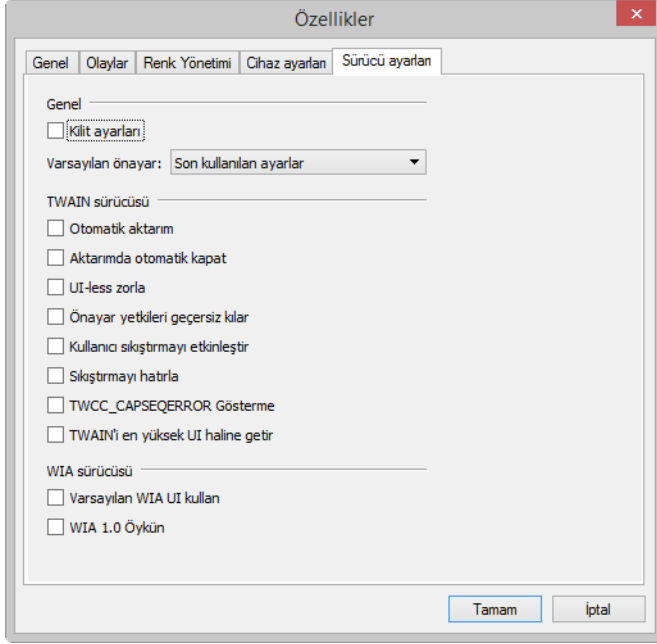 Özellikler
Genel Olaylar Renk Yönetimi Cihaz ayarları Sürücü ayarları
Genel
Kilit ayarları
Varsayılan önayar: Son kullanılan ayarlar
TWAIN sürücüsü
Otomatik aktarım
Aktarımda otomatik kapat
UI-less zorla
Önayar yetkileri geçersiz kılar
Kullanıcı sıkıştırmayı etkinleştir
Sıkıştırmayı hatırla
TWCC_CAPSEQERROR Gösterme
TWAIN'i en yüksek UI haline getir
WIA sürücüsü
Varsayılan WIA UI kullan
WIA 1.0 Öykün
Tamam İptal